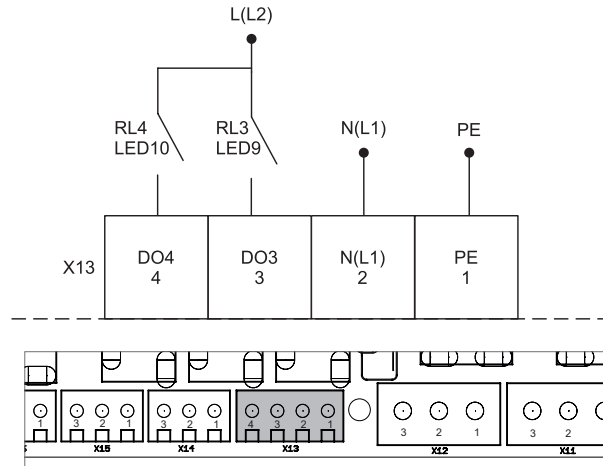 L(L2)
RL4
LED10
RL3
LED9
N(L1)
PE
X13
DO4
4
DO3
3
N(L1)
2
PE
1
1
3 2 1
3 2 1
4 3 2 1
3 2 1
3 2
X15
X14
X13
X12
X11